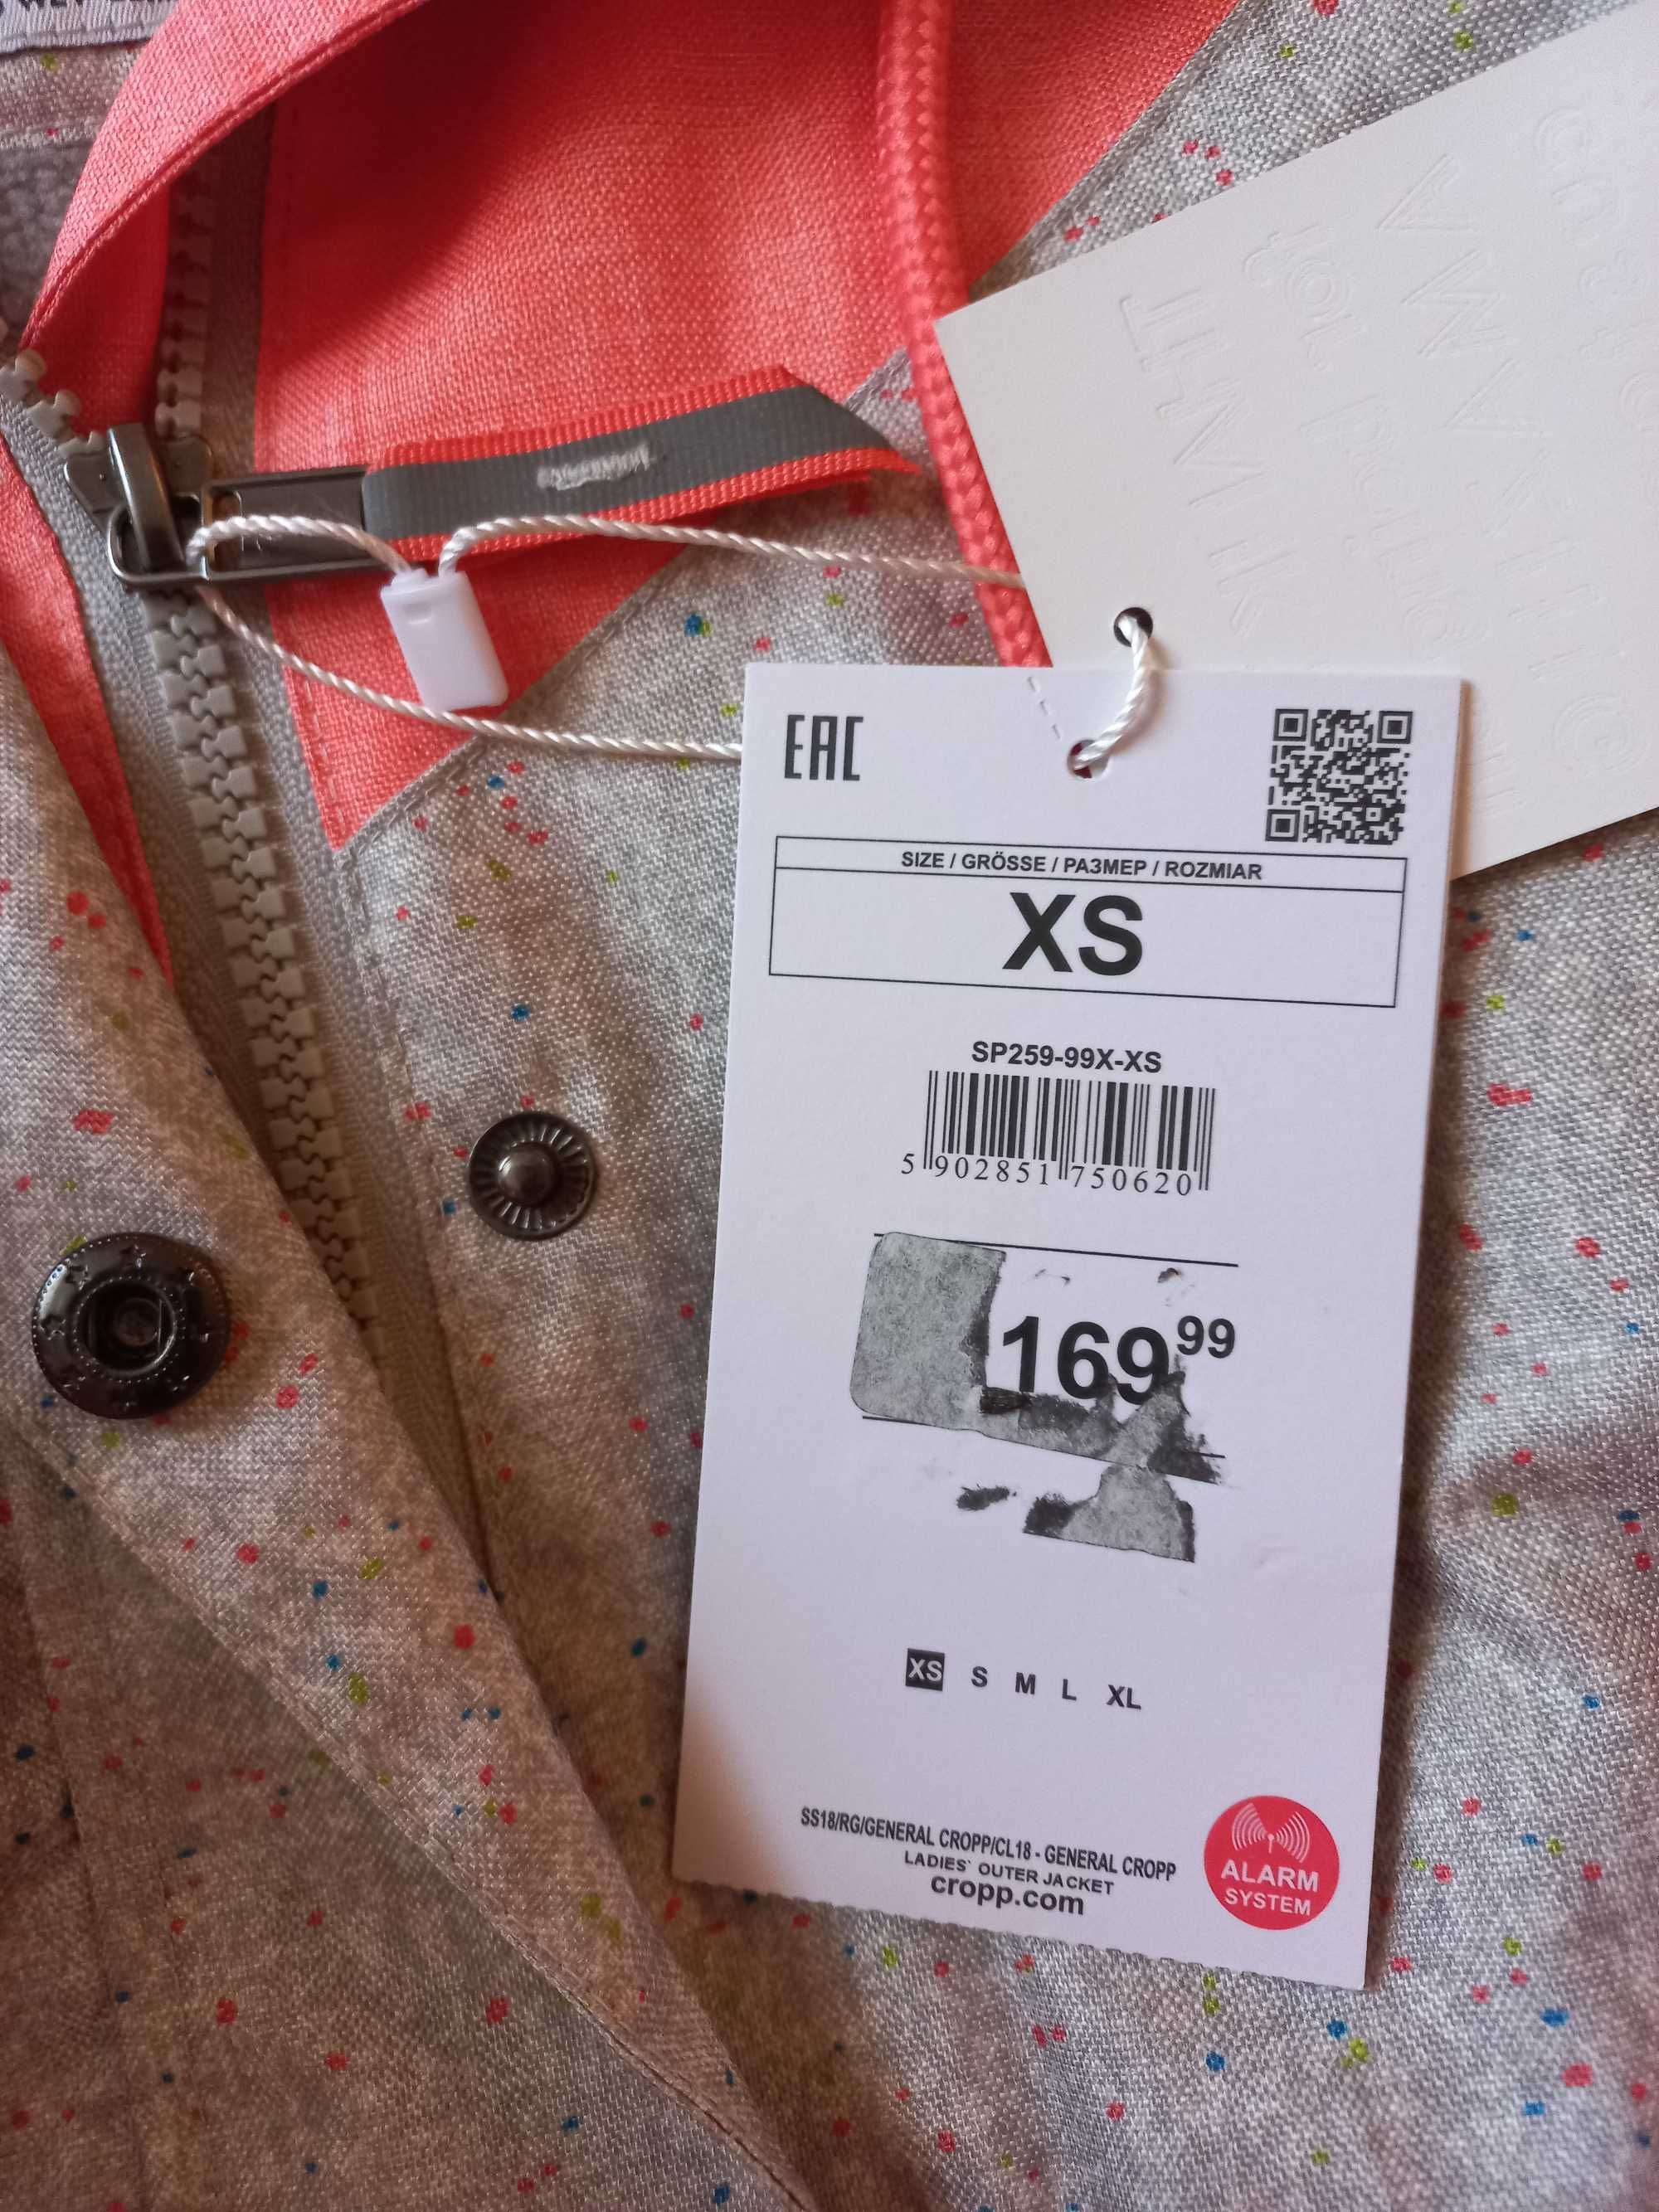 EAC
SIZE / GRÖSSE / РАЗМЕР / ROZMIAR
XS
SP259-99X-XS
5 902851 750620
169 99
XS S M L XL
SS18/RG/GENERAL CROPP/CL18 - GENERAL CROPP
LADIES` OUTER JACKET
cropp.com
ALARM
SYSTEM